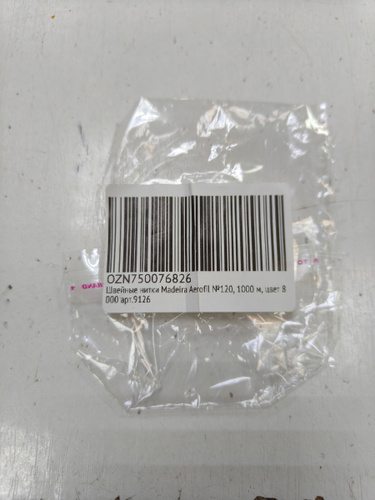 OZN750076826
Швейные нитки Madeira Aerofil №120, 1000 м, цвет 8
000 арт.9126